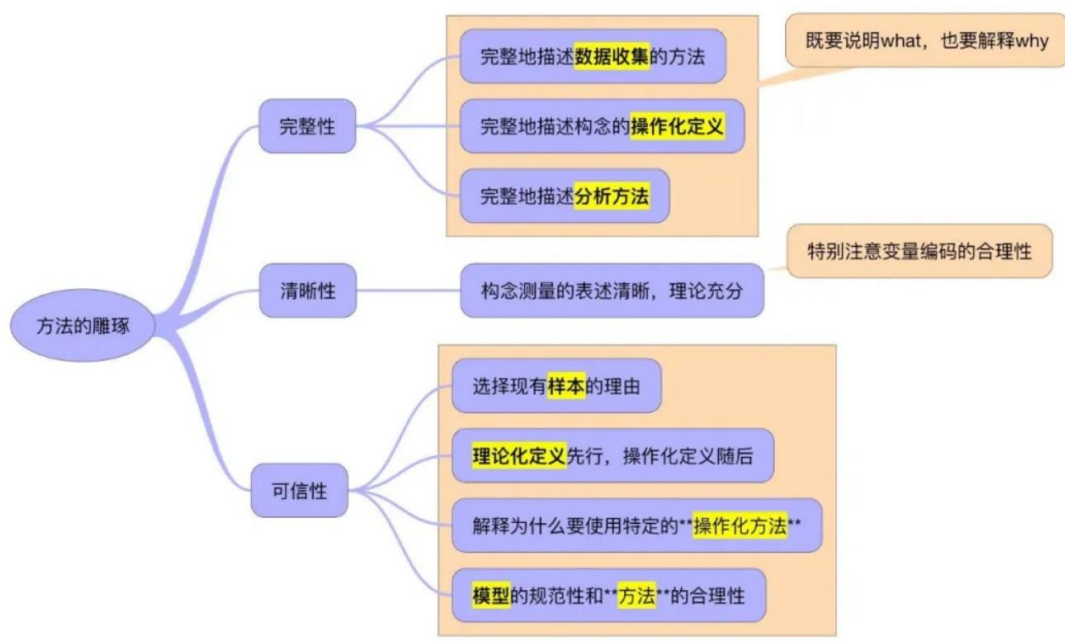 方法的雕琢
完整性
完整地描述数据收集的方法
完整地描述构念的操作化定义
完整地描述分析方法
既要说明what，也要解释why
清晰性
构念测量的表述清晰，理论充分
特别注意变量编码的合理性
可信性
选择现有样本的理由
理论化定义先行，操作化定义随后
解释为什么要使用特定的**操作化方法**
模型的规范性和**方法**的合理性